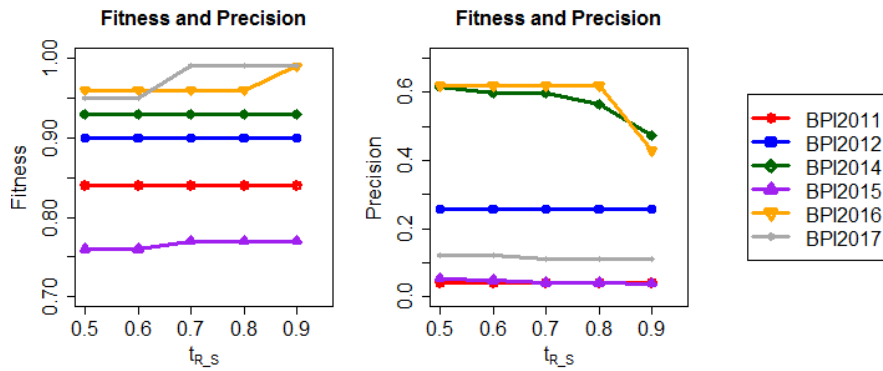 Fitness and Precision
Fitness
1.00
0.90
0.80
0.70
0.5 0.6 0.7 0.8 0.9
tR_S
Fitness and Precision
Precision
0.6
0.4
0.2
0.0
0.5 0.6 0.7 0.8 0.9
tR_S
BPI2011
BPI2012
BPI2014
BPI2015
BPI2016
BPI2017